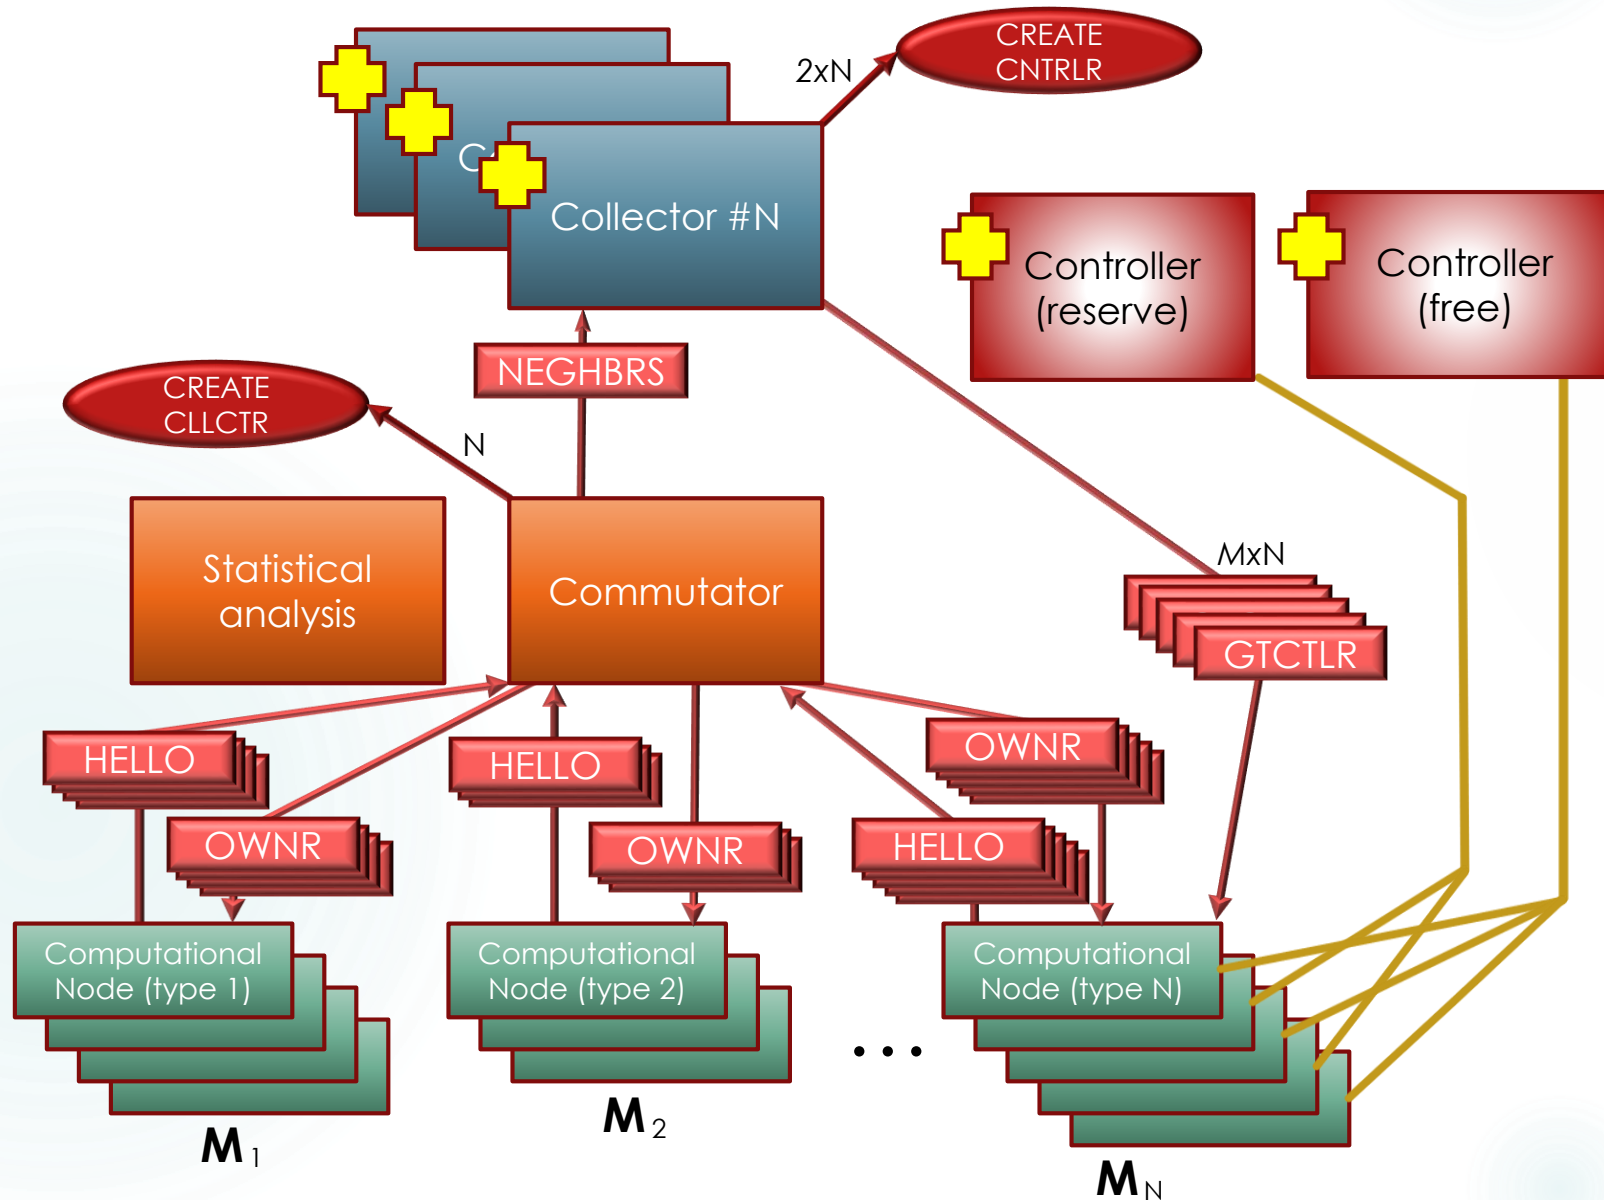 CREATE
CNTRLR
2xN
Collector #N
Controller
(reserve)
Controller
(free)
NEGHBRS
CREATE
CLLCTR
N
Statistical
analysis
Commutator
MxN
GTCTLR
HELLO
OWNR
HELLO
OWNR
OWNR
HELLO
Computational
Node (type 1)
Computational
Node (type 2)
Computational
Node (type N)
...
M1
M2
MN